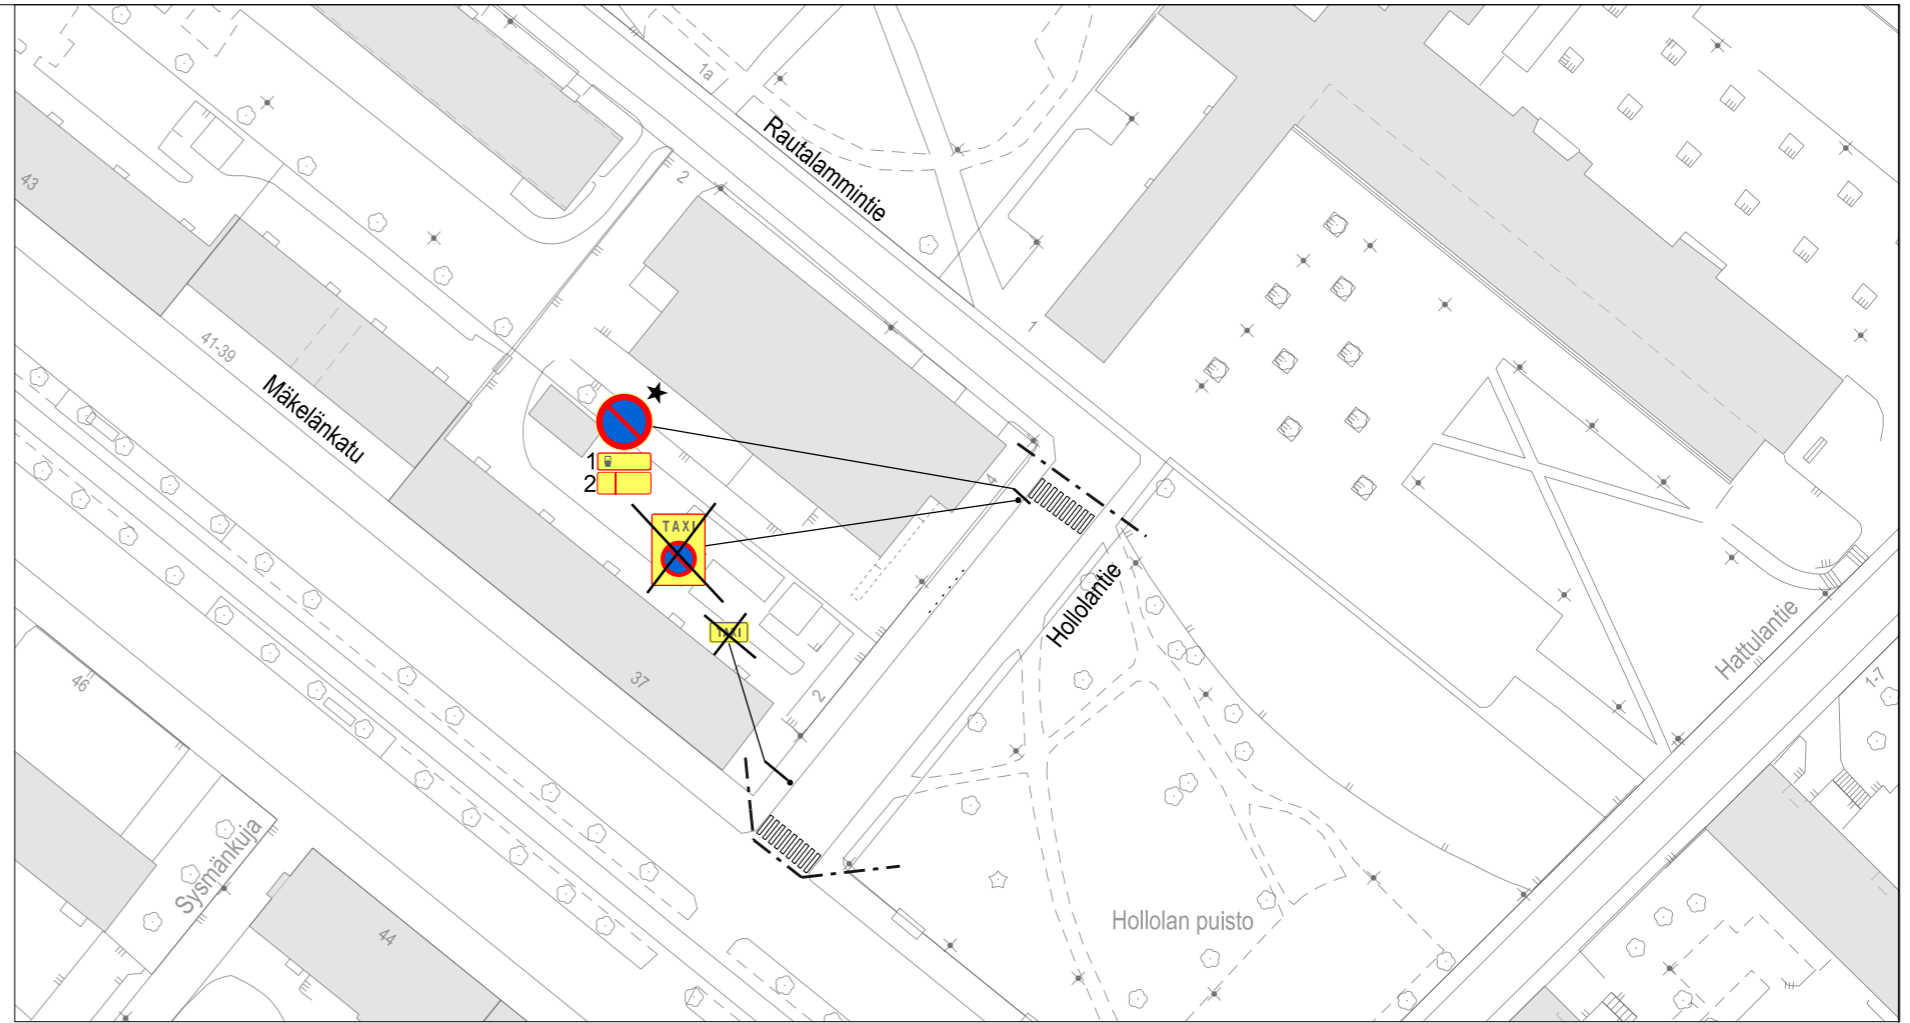 1a
Rautalammintie
2
43
1
41-39
Mäkelänkatu
1
2
4
TAXI
Hollolantie
TAXI
Hattulantie
37
2
46
1-7
Sysmänkuja
44
Hollolan puisto